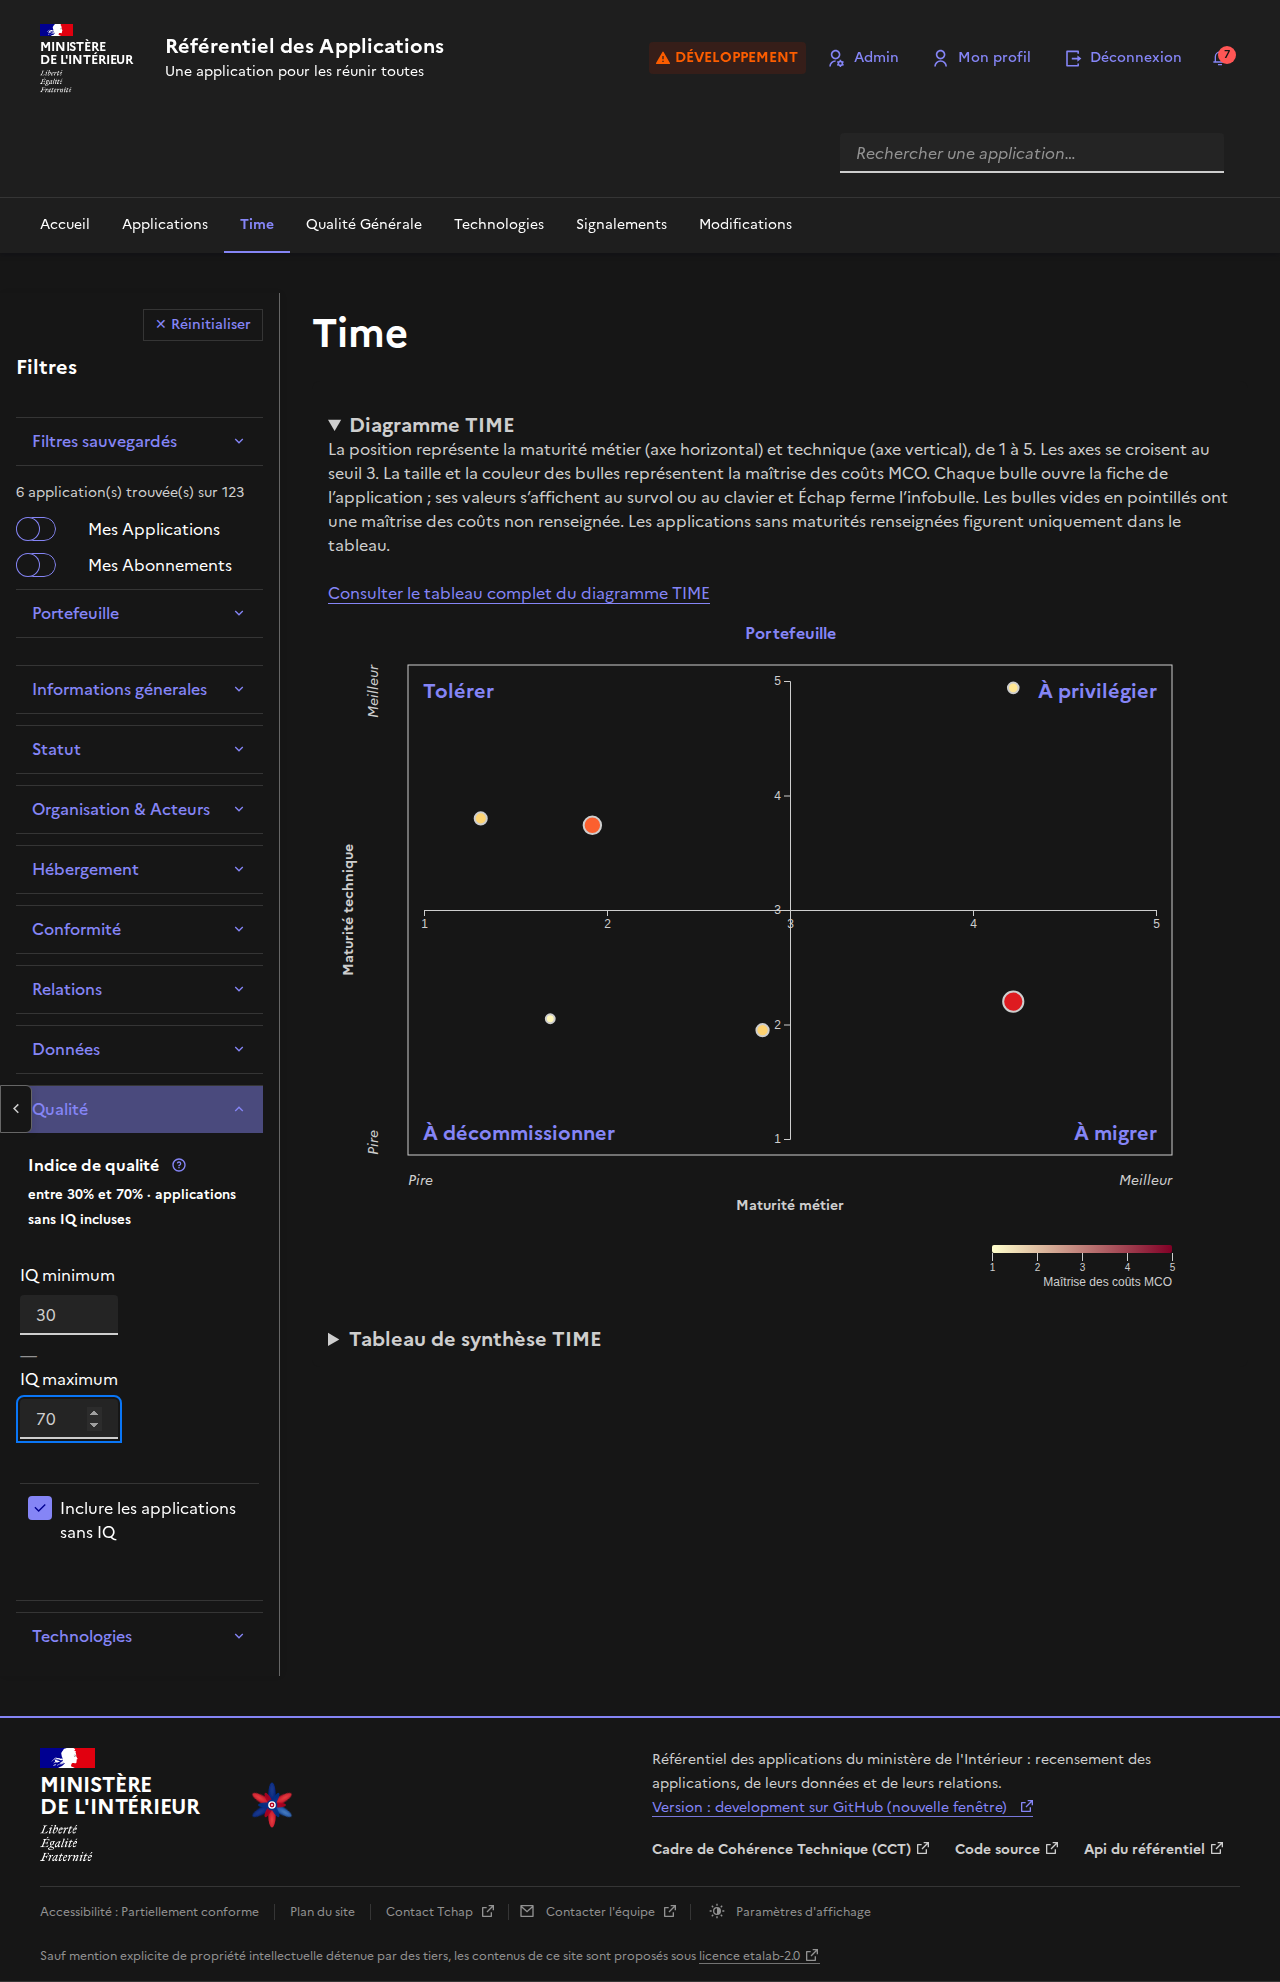 MINISTÈRE
DE L'INTÉRIEUR
Liberté
Égalité
Fraternité
Référentiel des Applications
Une application pour les réunir toutes
DÉVELOPPEMENT
Admin
Mon profil
Déconnexion
7
Rechercher une application…
Accueil
Applications
Time
Qualité Générale
Technologies
Signalements
Modifications
✕ Réinitialiser
Filtres
Filtres sauvegardés
6 application(s) trouvée(s) sur 123
Mes Applications
Mes Abonnements
Portefeuille
Informations génerales
Statut
Organisation & Acteurs
Hébergement
Conformité
Relations
Données
Qualité
Indice de qualité
entre 30% et 70% · applications
sans IQ incluses
IQ minimum
30
—
IQ maximum
70
Inclure les applications
sans IQ
Technologies
Time
Diagramme TIME
La position représente la maturité métier (axe horizontal) et technique (axe vertical), de 1 à 5. Les axes se croisent au
seuil 3. La taille et la couleur des bulles représentent la maîtrise des coûts MCO. Chaque bulle ouvre la fiche de
l’application ; ses valeurs s’affichent au survol ou au clavier et Échap ferme l’infobulle. Les bulles vides en pointillés ont
une maîtrise des coûts non renseignée. Les applications sans maturités renseignées figurent uniquement dans le
tableau.
Consulter le tableau complet du diagramme TIME
Portefeuille
Meilleur
Tolérer
5
À privilégier
4
Maturité technique
3
1
2
3
4
5
2
Pire
À décommissionner
1
À migrer
Pire
Meilleur
Maturité métier
1
2
3
4
5
Maîtrise des coûts MCO
Tableau de synthèse TIME
MINISTÈRE
DE L'INTÉRIEUR
Liberté
Égalité
Fraternité
Référentiel des applications du ministère de l'Intérieur : recensement des
applications, de leurs données et de leurs relations.
Version : development sur GitHub (nouvelle fenêtre)
Cadre de Cohérence Technique (CCT)
Code source
Api du référentiel
Accessibilité : Partiellement conforme
Plan du site
Contact Tchap
Contacter l'équipe
Paramètres d'affichage
Sauf mention explicite de propriété intellectuelle détenue par des tiers, les contenus de ce site sont proposés sous licence etalab-2.0